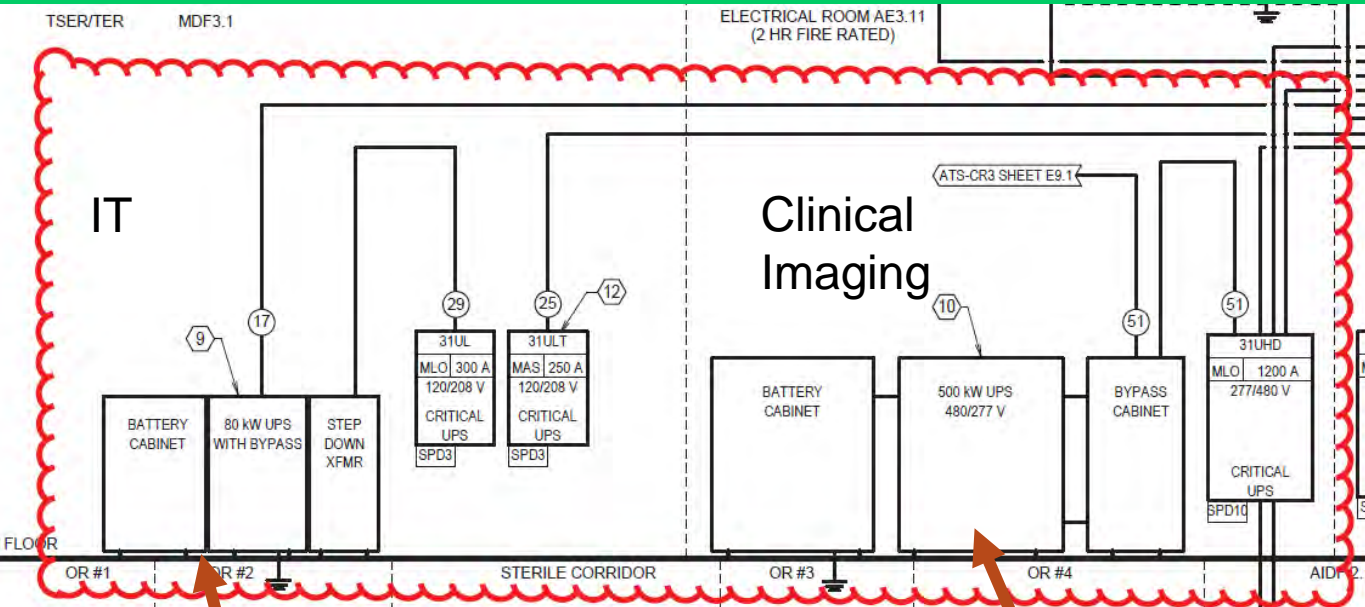 TSER/TER MDF3.1
ELECTRICAL ROOM AE3.11
(2 HR FIRE RATED)
IT
Clinical
Imaging
ATS-CR3 SHEET E9.1
9
17
29
25
12
10
51
51
BATTERY
CABINET
80 kW UPS
WITH BYPASS
STEP
DOWN
XFMR
31UL
MLO 300 A
120/208 V
CRITICAL
UPS
SPD3
31ULT
MAS 250 A
120/208 V
CRITICAL
UPS
SPD3
BATTERY
CABINET
500 kW UPS
480/277 V
BYPASS
CABINET
31UHD
MLO 1200 A
277/480 V
CRITICAL
UPS
SPD10
FLOOR
OR #1
OR #2
STERILE CORRIDOR
OR #3
OR #4